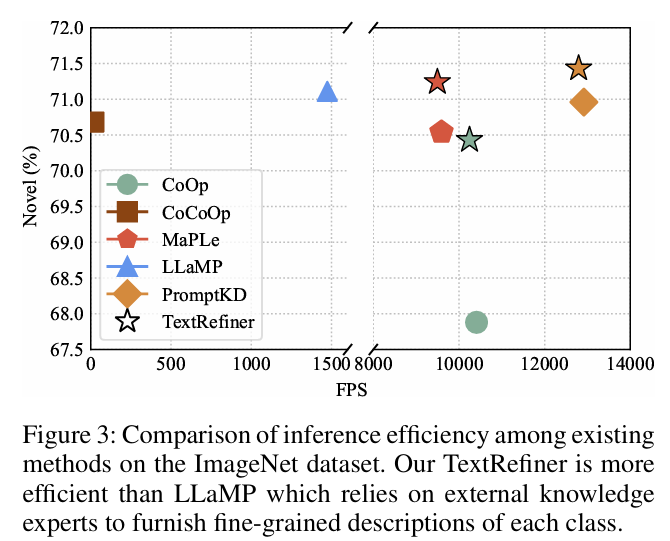 72.0
71.5
71.0
70.5
70.0
69.5
69.0
68.5
68.0
67.5
Novel (%)
CoOp
CoCoOp
MaPLe
LLaMP
PromptKD
TextRefiner
0 500 1000 1500 8000 10000 12000 14000
FPS
Figure 3: Comparison of inference efficiency among existing
methods on the ImageNet dataset. Our TextRefiner is more
efficient than LLaMP which relies on external knowledge
experts to furnish fine-grained descriptions of each class.